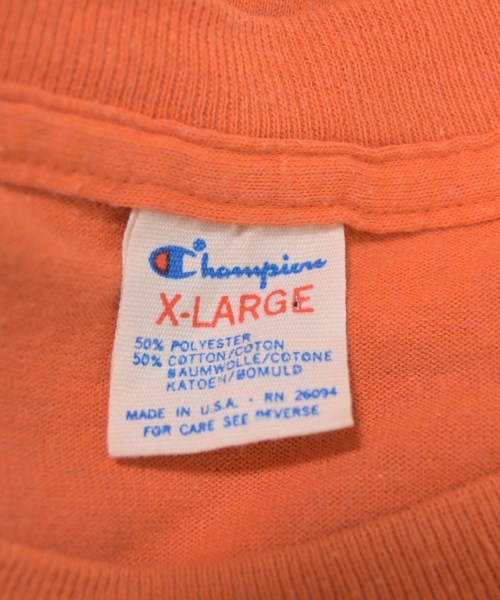 Champion
X-LARGE
50% POLYESTER
50% COTTON/COTON
BAUMWOLLE/COTONE
KATOEN/BOMULD
MADE IN U.S.A. · RN 26094
FOR CARE SEE REVERSE